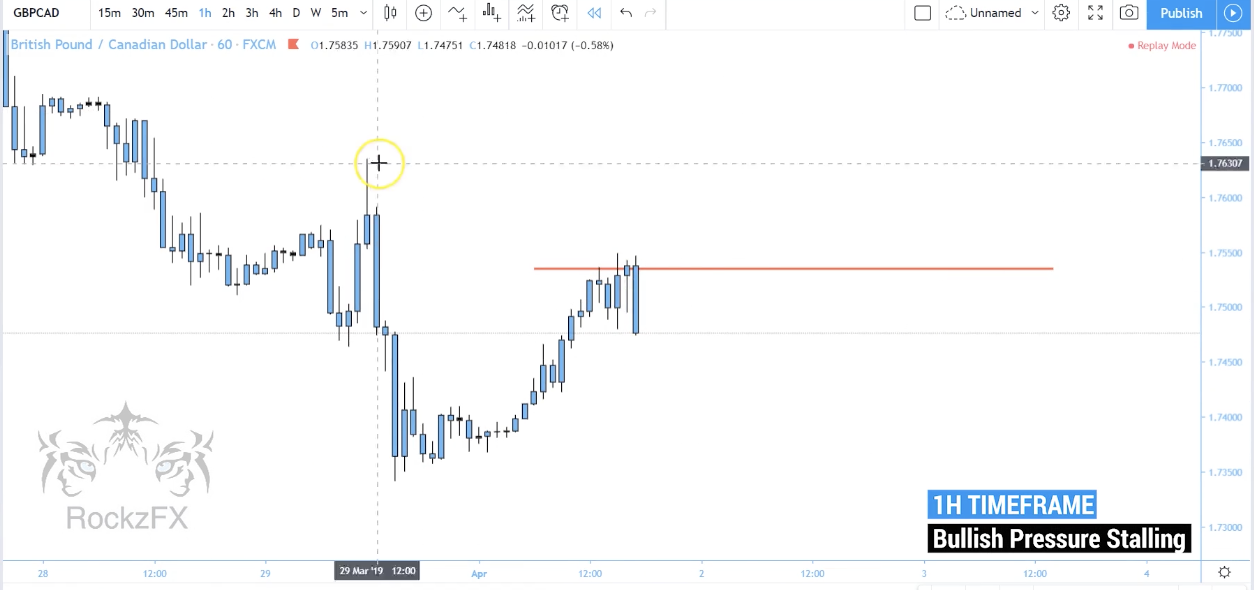 GBPCAD 15m 30m 45m 1h 2h 3h 4h D W 5m Unnamed Publish
British Pound / Canadian Dollar · 60 · FXCM O1.75835 H1.75907 L1.74751 C1.74818 −0.01017 (−0.58%) Replay Mode
1.77500
1.77000
1.76500
1.76307
1.76000
1.75500
1.75000
1.74500
1.74000
1.73500
1.73000
RockzFX
1H TIMEFRAME
Bullish Pressure Stalling
28 12:00 29 29 Mar '19 12:00 Apr 12:00 2 12:00 3 12:00 4